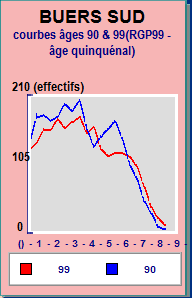 BUERS SUD
courbes âges 90 & 99(RGP99 -
âge quinquénal)
210 (effectifs)
105
0
0 - 1 - 2 - 3 - 4 - 5 - 6 - 7 - 8 - 9 -
99 90